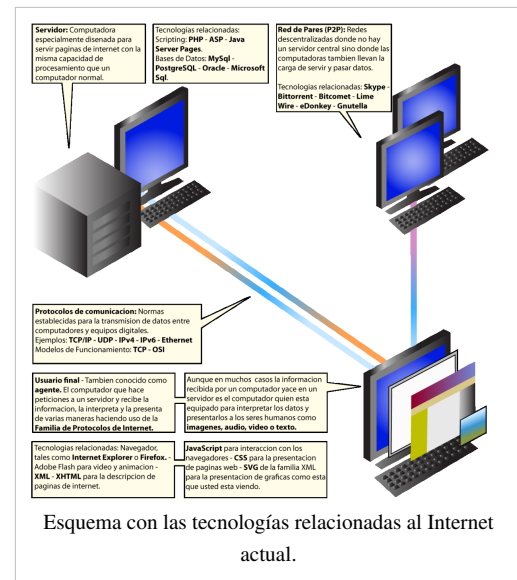 Servidor: Computadora
especialmente disenada para
servir paginas de internet con la
misma capacidad de
procesamiento que un
computador normal.
Tecnologias relacionadas:
Scripting: PHP - ASP - Java
Server Pages.
Bases de Datos: MySql -
PostgreSQL - Oracle - Microsoft
Sql.
Red de Pares (P2P): Redes
descentralizadas donde no hay
un servidor central sino donde las
computadoras tambien llevan la
carga de servir y pasar datos.
Tecnologias relacionadas: Skype -
Bittorrent - Bitcomet - Lime
Wire - eDonkey - Gnutella
Protocolos de comunicacion: Normas
establecidas para la transmision de datos entre
computadores y equipos digitales.
Ejemplos: TCP/IP - UDP - IPv4 - IPv6 - Ethernet
Modelos de Funcionamiento: TCP - OSI
Usuario final - Tambien conocido como
agente. El computador que hace
peticiones a un servidor y recibe la
informacion, la interpreta y la presenta
de varias maneras haciendo uso de la
Familia de Protocolos de Internet.
Aunque en muchos casos la informacion
recibida por un computador yace en un
servidor es el computador quien esta
equipado para interpretar los datos y
presentarlos a los seres humanos como
imagenes, audio, video o texto.
Tecnologias relacionadas: Navegador,
tales como Internet Explorer o Firefox. -
Adobe Flash para video y animacion -
XML - XHTML para la descripcion de
paginas de internet.
JavaScript para interaccion con los
navegadores - CSS para la presentacion
de paginas web - SVG de la familia XML
para la presentacion de graficas como esta
que usted esta viendo.
Esquema con las tecnologías relacionadas al Internet
actual.